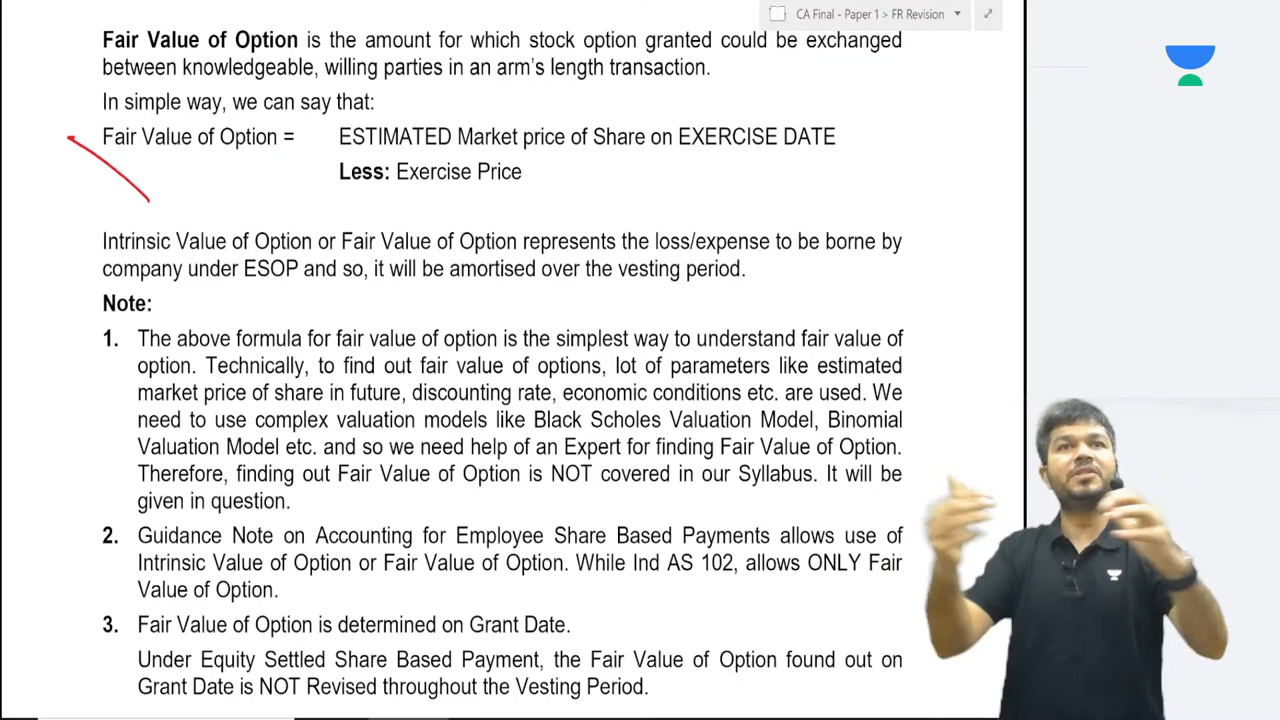 CA Final - Paper 1 > FR Revision
Fair Value of Option is the amount for which stock option granted could be exchanged
between knowledgeable, willing parties in an arm's length transaction.
In simple way, we can say that:
Fair Value of Option = ESTIMATED Market price of Share on EXERCISE DATE
Less: Exercise Price
Intrinsic Value of Option or Fair Value of Option represents the loss/expense to be borne by
company under ESOP and so, it will be amortised over the vesting period.
Note:
1. The above formula for fair value of option is the simplest way to understand fair value of
option. Technically, to find out fair value of options, lot of parameters like estimated
market price of share in future, discounting rate, economic conditions etc. are used. We
need to use complex valuation models like Black Scholes Valuation Model, Binomial
Valuation Model etc. and so we need help of an Expert for finding Fair Value of Option.
Therefore, finding out Fair Value of Option is NOT covered in our Syllabus. It will be
given in question.
2. Guidance Note on Accounting for Employee Share Based Payments allows use of
Intrinsic Value of Option or Fair Value of Option. While Ind AS 102, allows ONLY Fair
Value of Option.
3. Fair Value of Option is determined on Grant Date.
Under Equity Settled Share Based Payment, the Fair Value of Option found out on
Grant Date is NOT Revised throughout the Vesting Period.